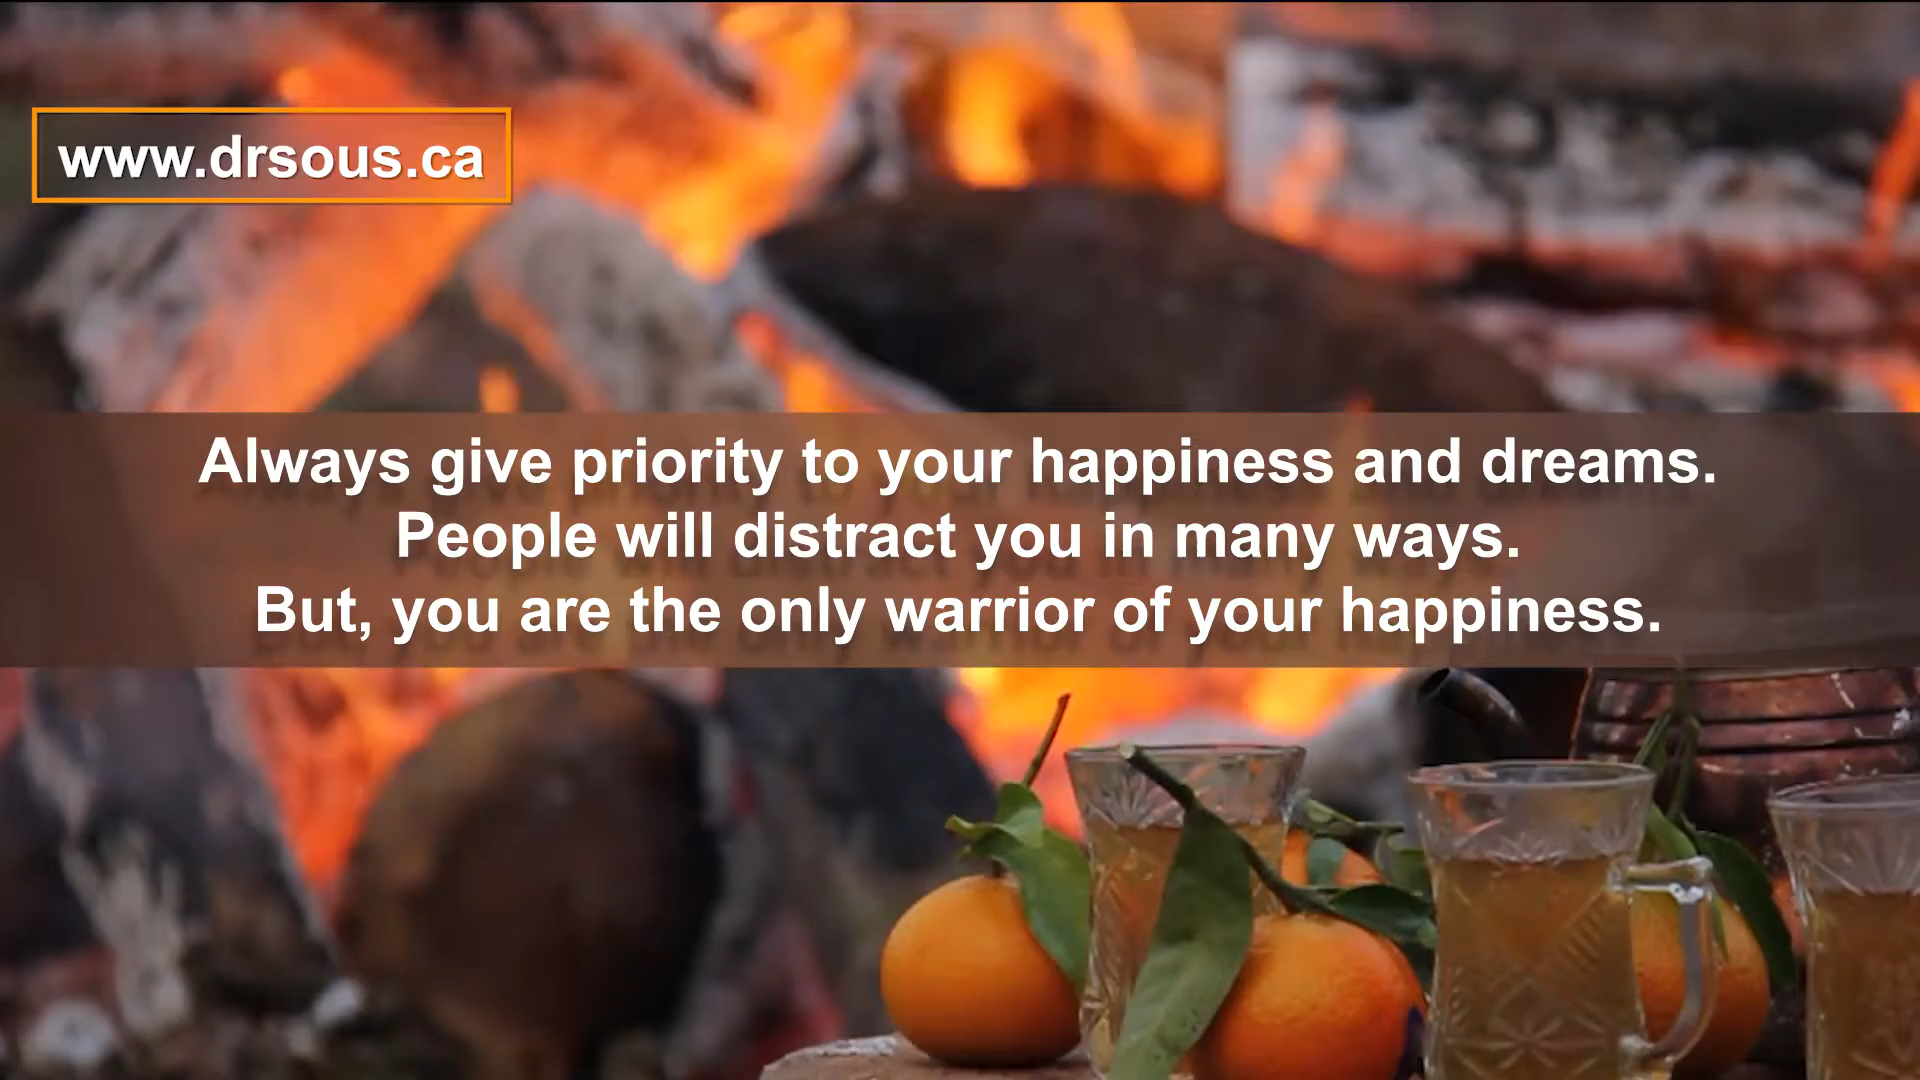 www.drsous.ca
Always give priority to your happiness and dreams.
People will distract you in many ways.
But, you are the only warrior of your happiness.